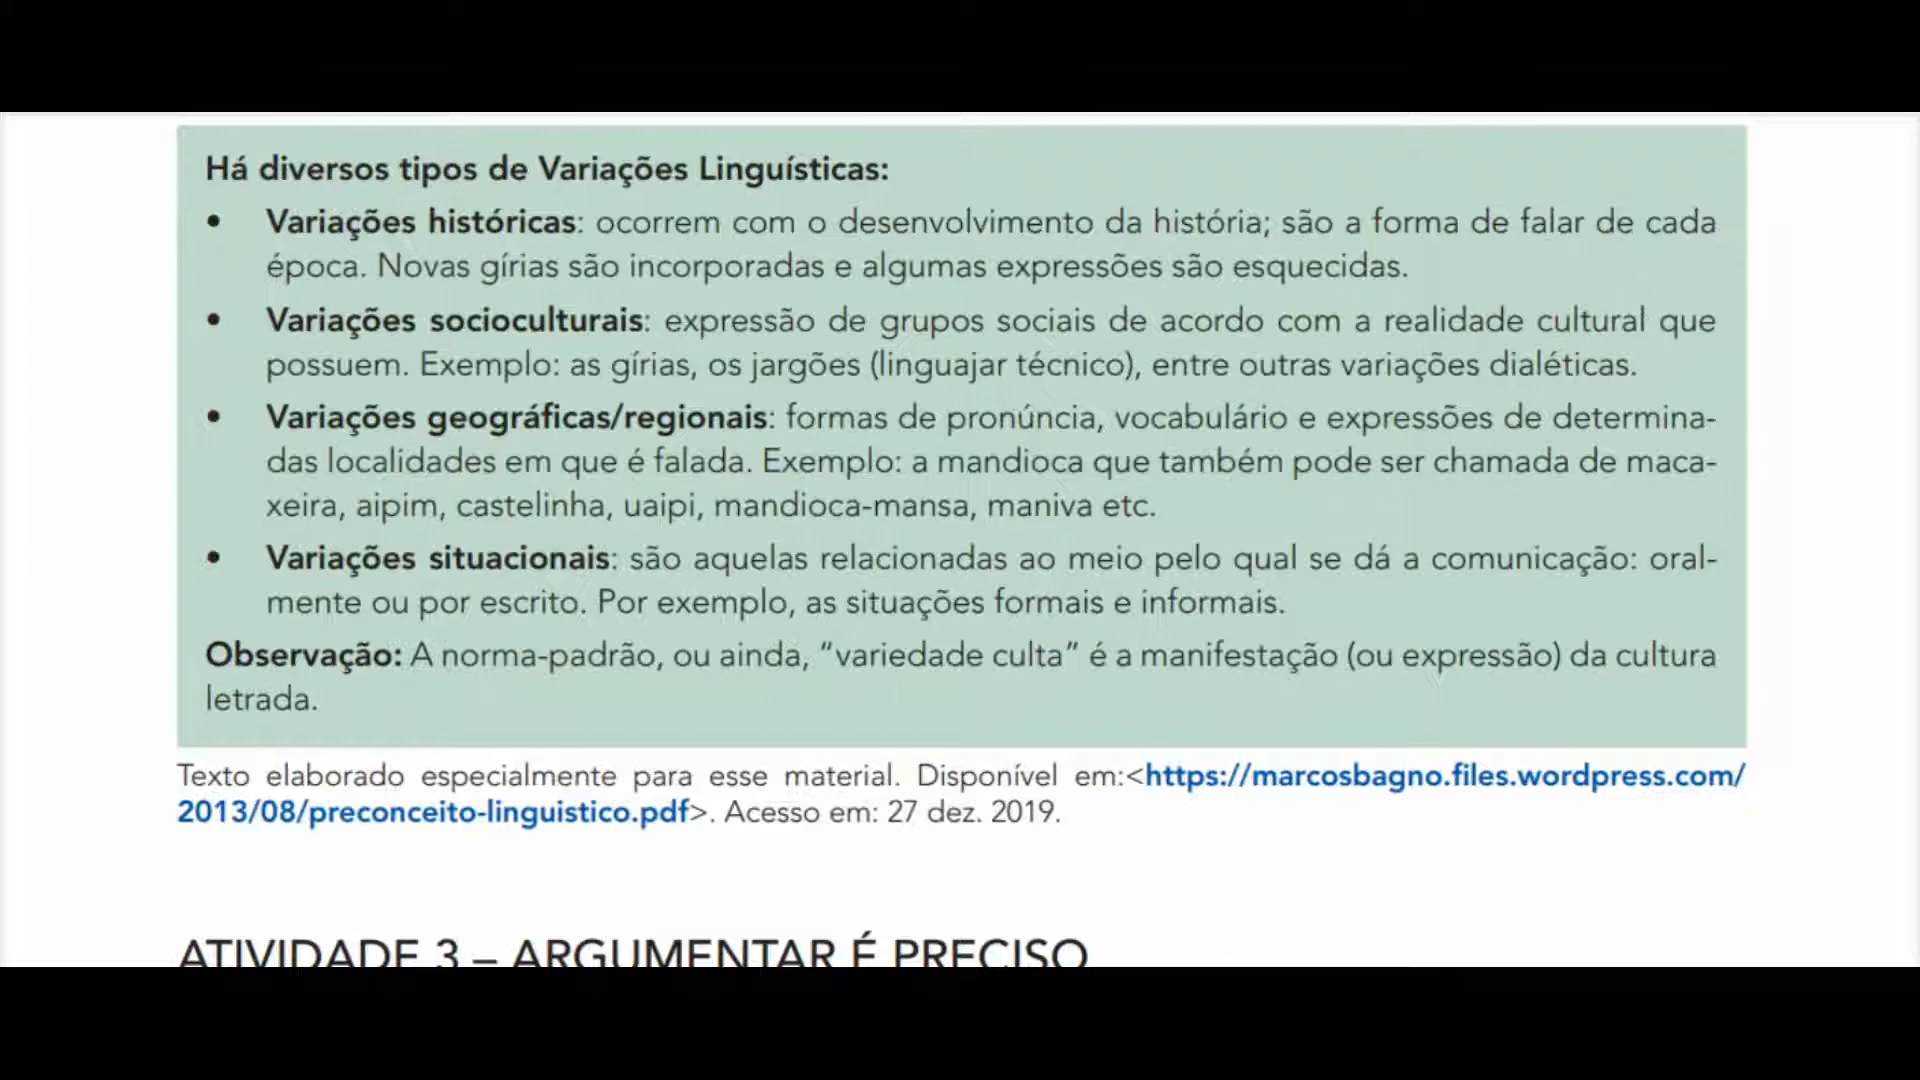 Há diversos tipos de Variações Linguísticas:
• Variações históricas: ocorrem com o desenvolvimento da história; são a forma de falar de cada
época. Novas gírias são incorporadas e algumas expressões são esquecidas.
• Variações socioculturais: expressão de grupos sociais de acordo com a realidade cultural que
possuem. Exemplo: as gírias, os jargões (linguajar técnico), entre outras variações dialéticas.
• Variações geográficas/regionais: formas de pronúncia, vocabulário e expressões de determina-
das localidades em que é falada. Exemplo: a mandioca que também pode ser chamada de maca-
xeira, aipim, castelinha, uaipi, mandioca-mansa, maniva etc.
• Variações situacionais: são aquelas relacionadas ao meio pelo qual se dá a comunicação: oral-
mente ou por escrito. Por exemplo, as situações formais e informais.
Observação: A norma-padrão, ou ainda, “variedade culta” é a manifestação (ou expressão) da cultura
letrada.
Texto elaborado especialmente para esse material. Disponível em:<https://marcosbagno.files.wordpress.com/
2013/08/preconceito-linguistico.pdf>. Acesso em: 27 dez. 2019.
ATIVIDADE 3 – ARGUMENTAR É PRECISO